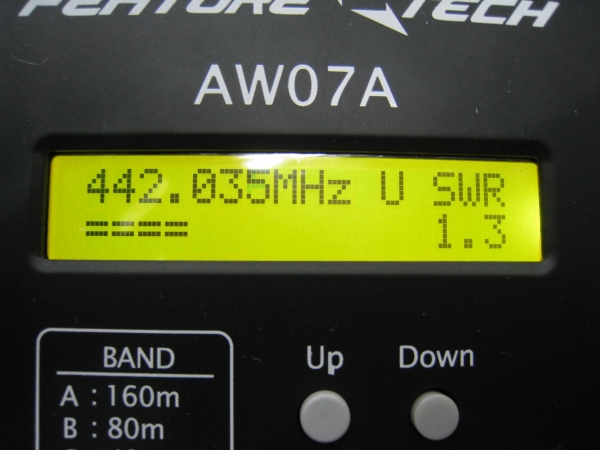 FEATURE TECH
AW07A
442.035MHz U SWR
==== 1.3
BAND
Up Down
A : 160m
B : 80m